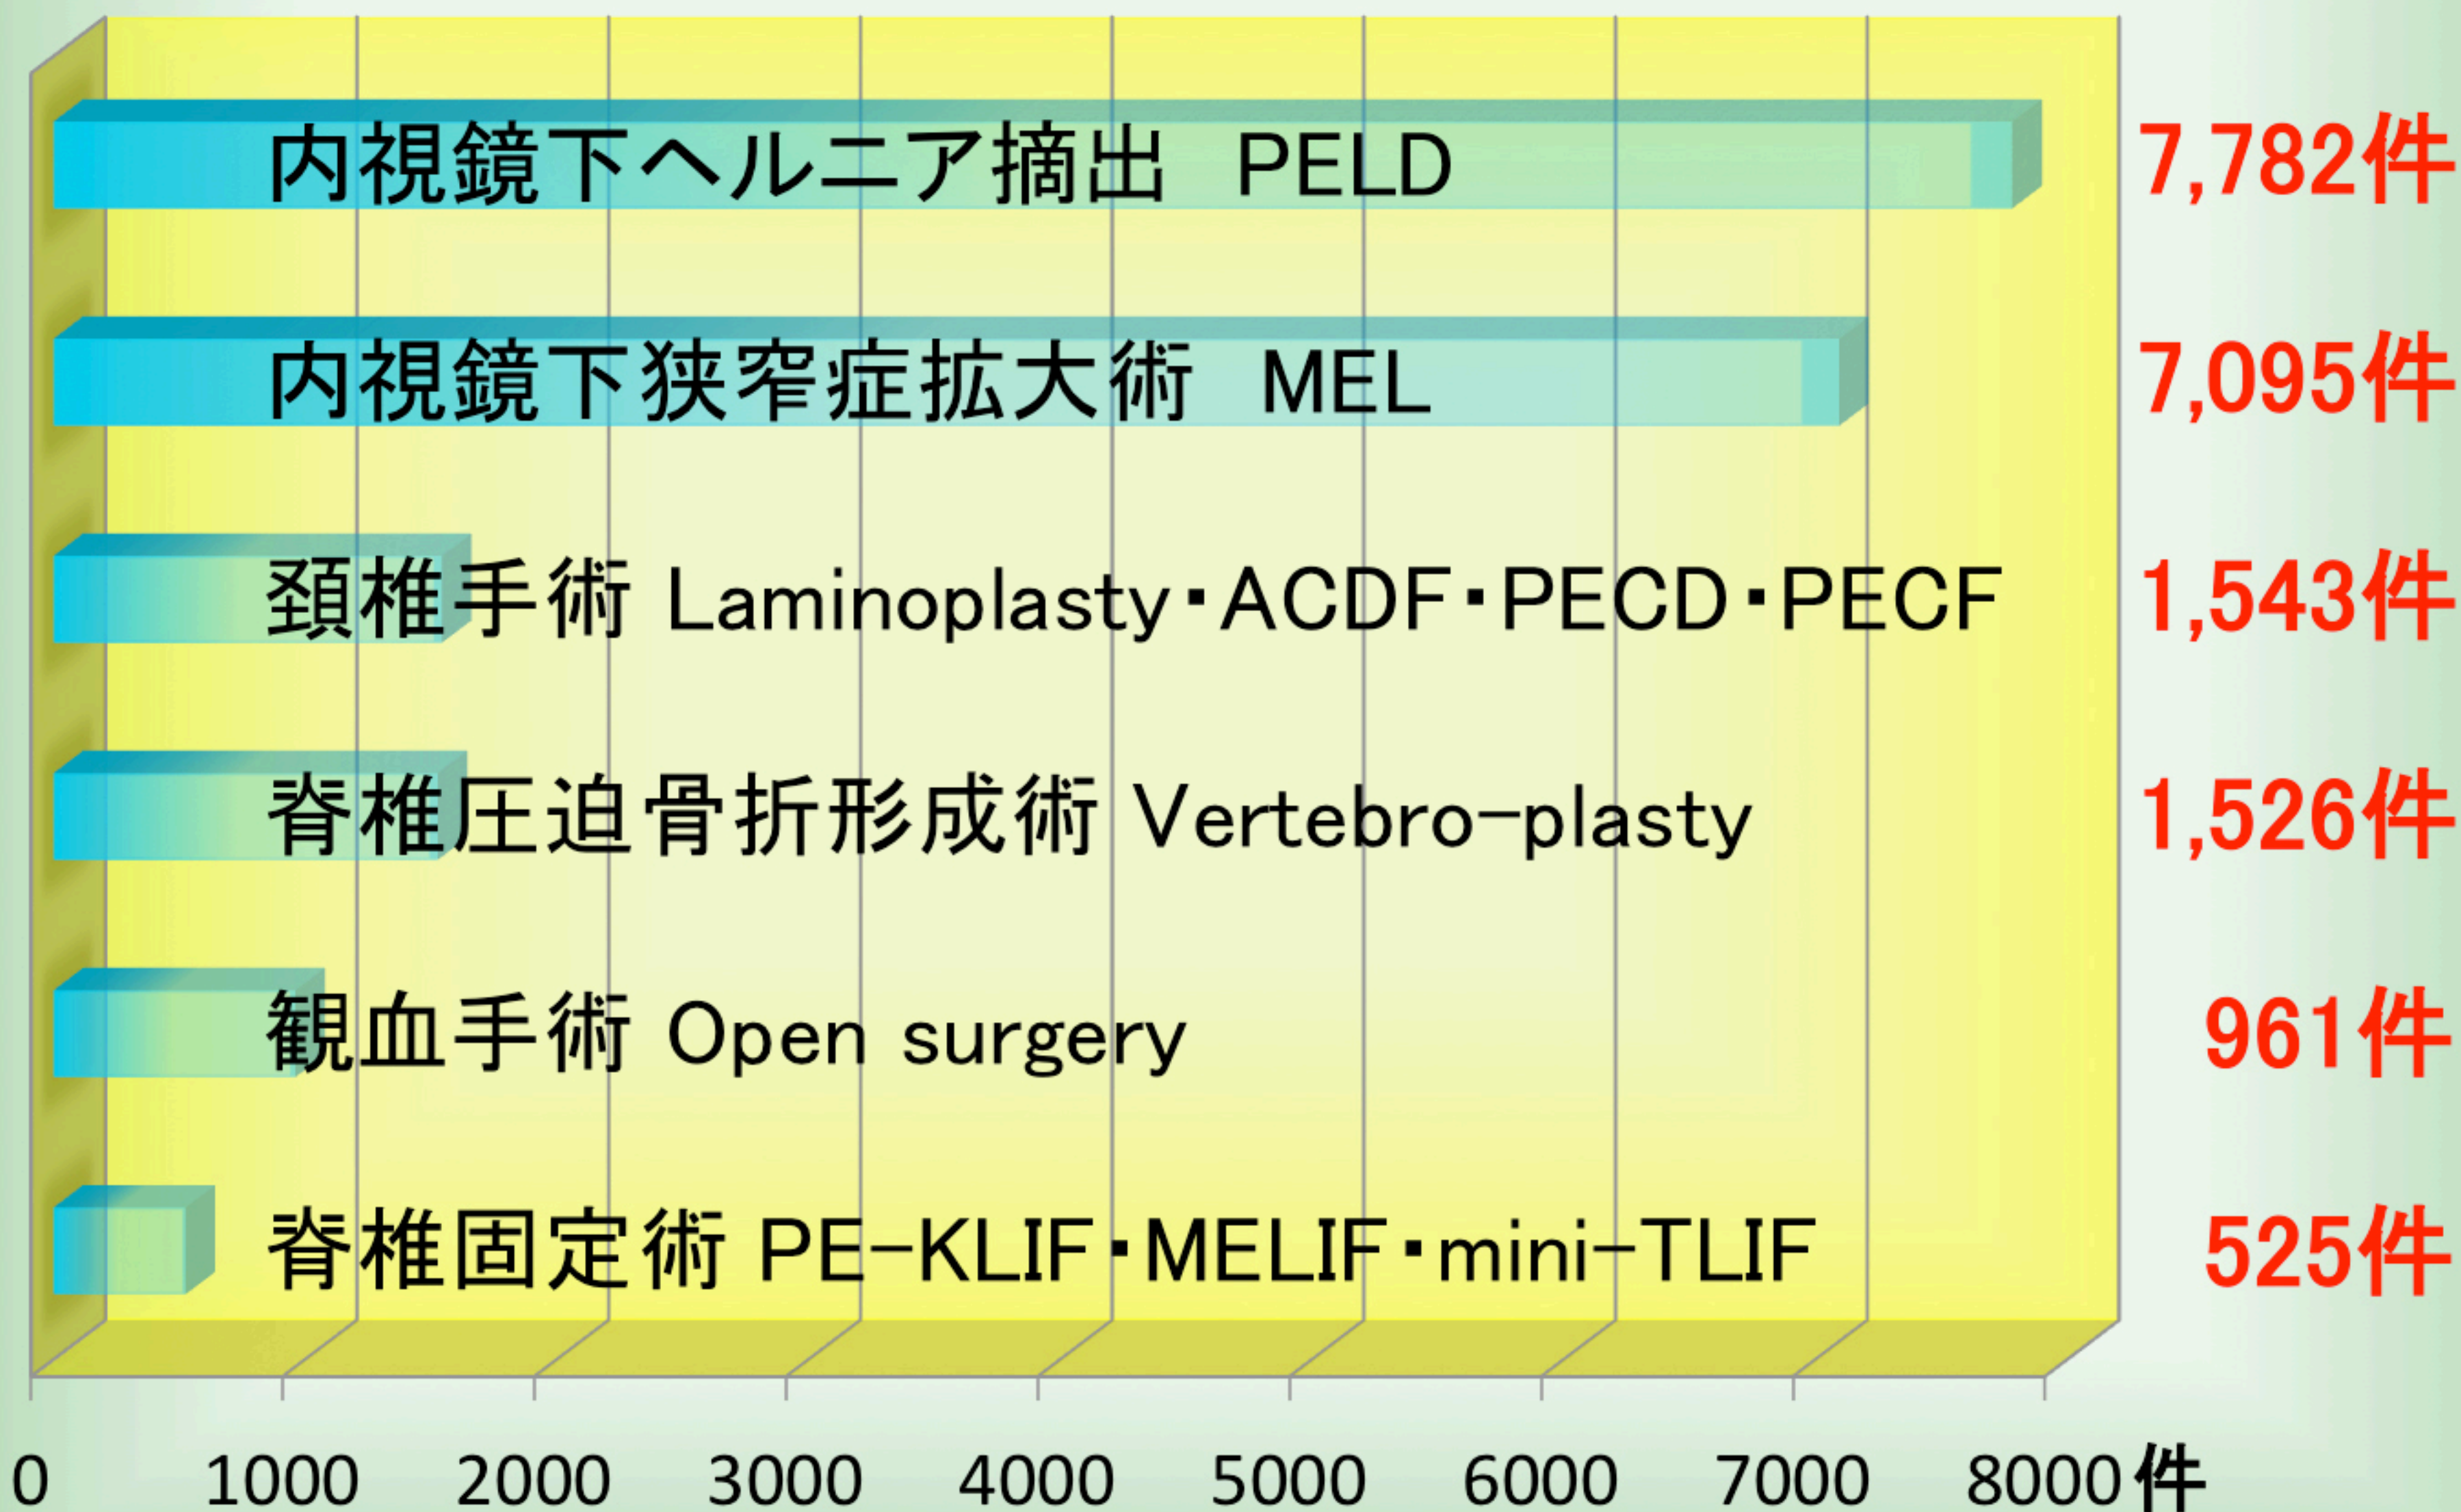 内視鏡下ヘルニア摘出　PELD 7,782件
内視鏡下狭窄症拡大術　MEL 7,095件
頚椎手術 Laminoplasty・ACDF・PECD・PECF 1,543件
脊椎圧迫骨折形成術 Vertebro-plasty 1,526件
観血手術 Open surgery 961件
脊椎固定術 PE-KLIF・MELIF・mini-TLIF 525件
0 1000 2000 3000 4000 5000 6000 7000 8000件